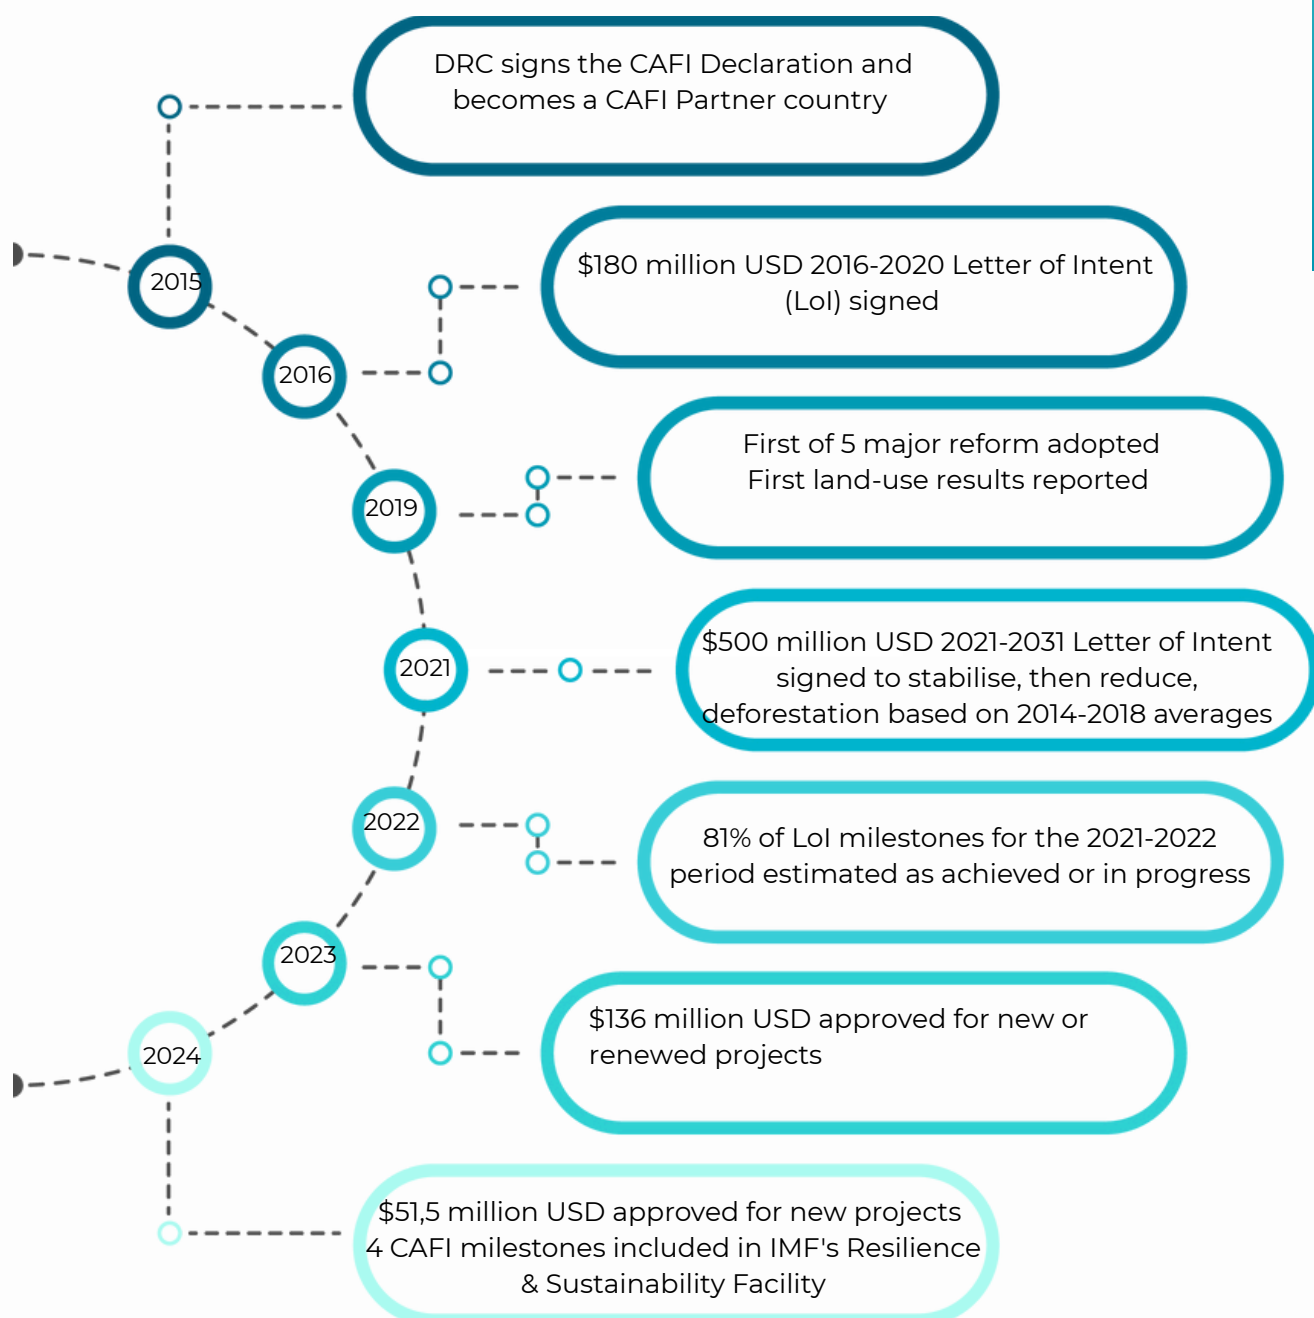 DRC signs the CAFI Declaration and
becomes a CAFI Partner country
2015
$180 million USD 2016-2020 Letter of Intent
(LoI) signed
2016
First of 5 major reform adopted
First land-use results reported
2019
$500 million USD 2021-2031 Letter of Intent
signed to stabilise, then reduce,
deforestation based on 2014-2018 averages
2021
81% of LoI milestones for the 2021-2022
period estimated as achieved or in progress
2022
2023
$136 million USD approved for new or
renewed projects
2024
$51,5 million USD approved for new projects
4 CAFI milestones included in IMF's Resilience
& Sustainability Facility